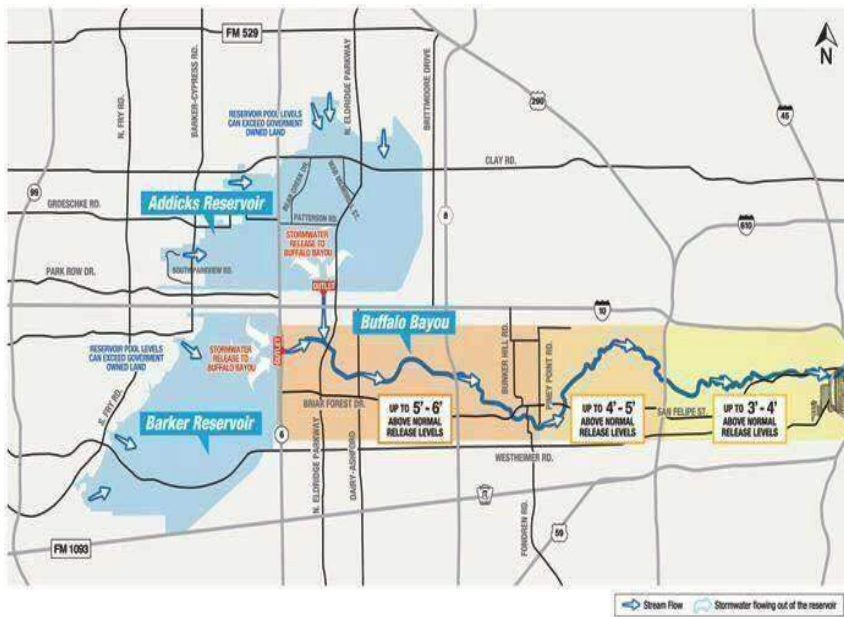 FM 529
N
N. FRY RD.
BARKER-CYPRESS RD.
N. ELDRIDGE PARKWAY
BRITTMOORE DRIVE
290
45
RESERVOIR POOL LEVELS
CAN EXCEED GOVERMENT
OWNED LAND
CLAY RD.
99
Addicks Reservoir
BEAR CREEK DR.
WAR MEMORIAL ST.
GROESCHKE RD.
PATTERSON RD.
8
610
STORMWATER
RELEASE TO
BUFFALO BAYOU
SOUTH PARKVIEW RD.
PARK ROW DR.
OUTLET
10
Buffalo Bayou
RESERVOIR POOL LEVELS
CAN EXCEED GOVERMENT
OWNED LAND
STORMWATER
RELEASE TO
BUFFALO BAYOU
OUTLET
BUNKER HILL RD.
PINEY POINT RD.
S. FRY RD.
BRIAR FOREST DR.
UP TO 5' - 6'
ABOVE NORMAL
RELEASE LEVELS
UP TO 4' - 5'
ABOVE NORMAL
RELEASE LEVELS
SAN FELIPE ST.
UP TO 3' - 4'
ABOVE NORMAL
RELEASE LEVELS
Barker Reservoir
6
WESTHEIMER RD.
N. ELDRIDGE PARKWAY
DAIRY-ASHFORD
FONDREN RD.
59
FM 1093
Stream Flow
Stormwater flowing out of the reservoir